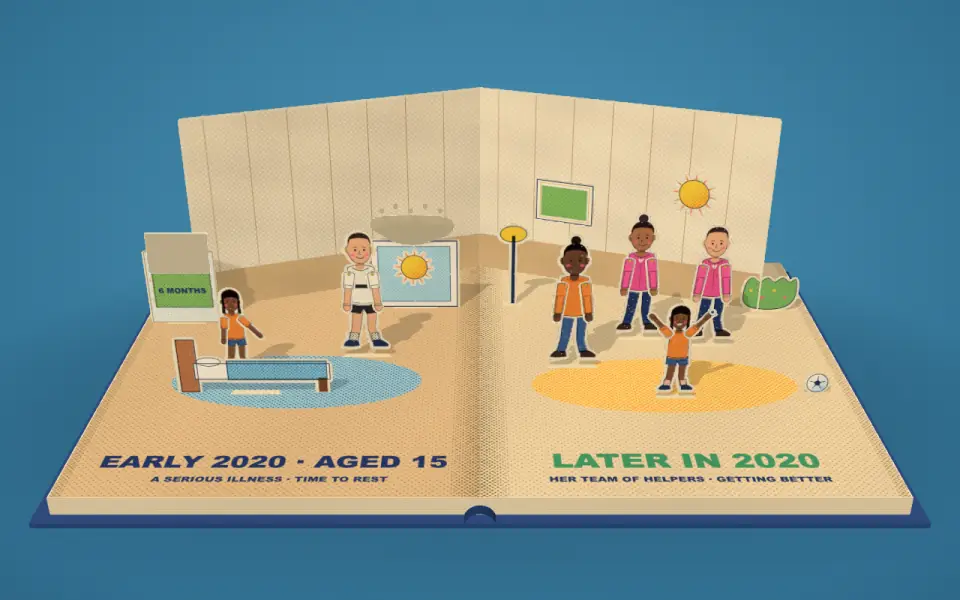 6 MONTHS
EARLY 2020 · AGED 15
A SERIOUS ILLNESS · TIME TO REST
LATER IN 2020
HER TEAM OF HELPERS · GETTING BETTER